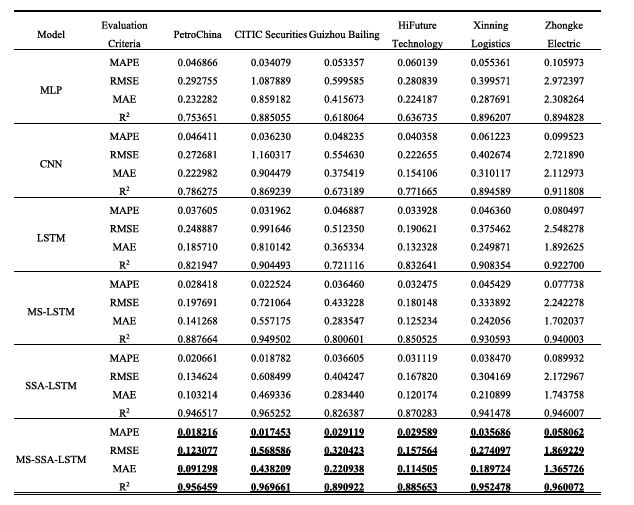 Model Evaluation Criteria PetroChina CITIC Securities Guizhou Bailing HiFuture Technology Xinning Logistics Zhongke Electric
MLP
MAPE 0.046866 0.034079 0.053357 0.060139 0.055361 0.105973
RMSE 0.292755 1.087889 0.599585 0.280839 0.399571 2.972397
MAE 0.232282 0.859182 0.415673 0.224187 0.287691 2.308264
R² 0.753651 0.885055 0.618064 0.636735 0.896207 0.894828
CNN
MAPE 0.046411 0.036230 0.048235 0.040358 0.061223 0.099523
RMSE 0.272681 1.160317 0.554630 0.222655 0.402674 2.721890
MAE 0.222982 0.904479 0.375419 0.154106 0.310117 2.112973
R² 0.786275 0.869239 0.673189 0.771665 0.894589 0.911808
LSTM
MAPE 0.037605 0.031962 0.046887 0.033928 0.046360 0.080497
RMSE 0.248887 0.991646 0.512350 0.190621 0.375462 2.548278
MAE 0.185710 0.810142 0.365334 0.132328 0.249871 1.892625
R² 0.821947 0.904493 0.721116 0.832641 0.908354 0.922700
MS-LSTM
MAPE 0.028418 0.022524 0.036460 0.032475 0.045429 0.077738
RMSE 0.197691 0.721064 0.433228 0.180148 0.333892 2.242278
MAE 0.141268 0.557175 0.283547 0.125234 0.242056 1.702037
R² 0.887664 0.949502 0.800601 0.850525 0.930593 0.940003
SSA-LSTM
MAPE 0.020661 0.018782 0.036605 0.031119 0.038470 0.089932
RMSE 0.134624 0.608499 0.404247 0.167820 0.304169 2.172967
MAE 0.103214 0.469336 0.283440 0.120174 0.210899 1.743758
R² 0.946517 0.965252 0.826387 0.870283 0.941478 0.946007
MS-SSA-LSTM
MAPE 0.018216 0.017453 0.029119 0.029589 0.035686 0.058062
RMSE 0.123077 0.568586 0.320423 0.157564 0.274097 1.869229
MAE 0.091298 0.438209 0.220938 0.114505 0.189724 1.365726
R² 0.956459 0.969661 0.890922 0.885653 0.952478 0.960072